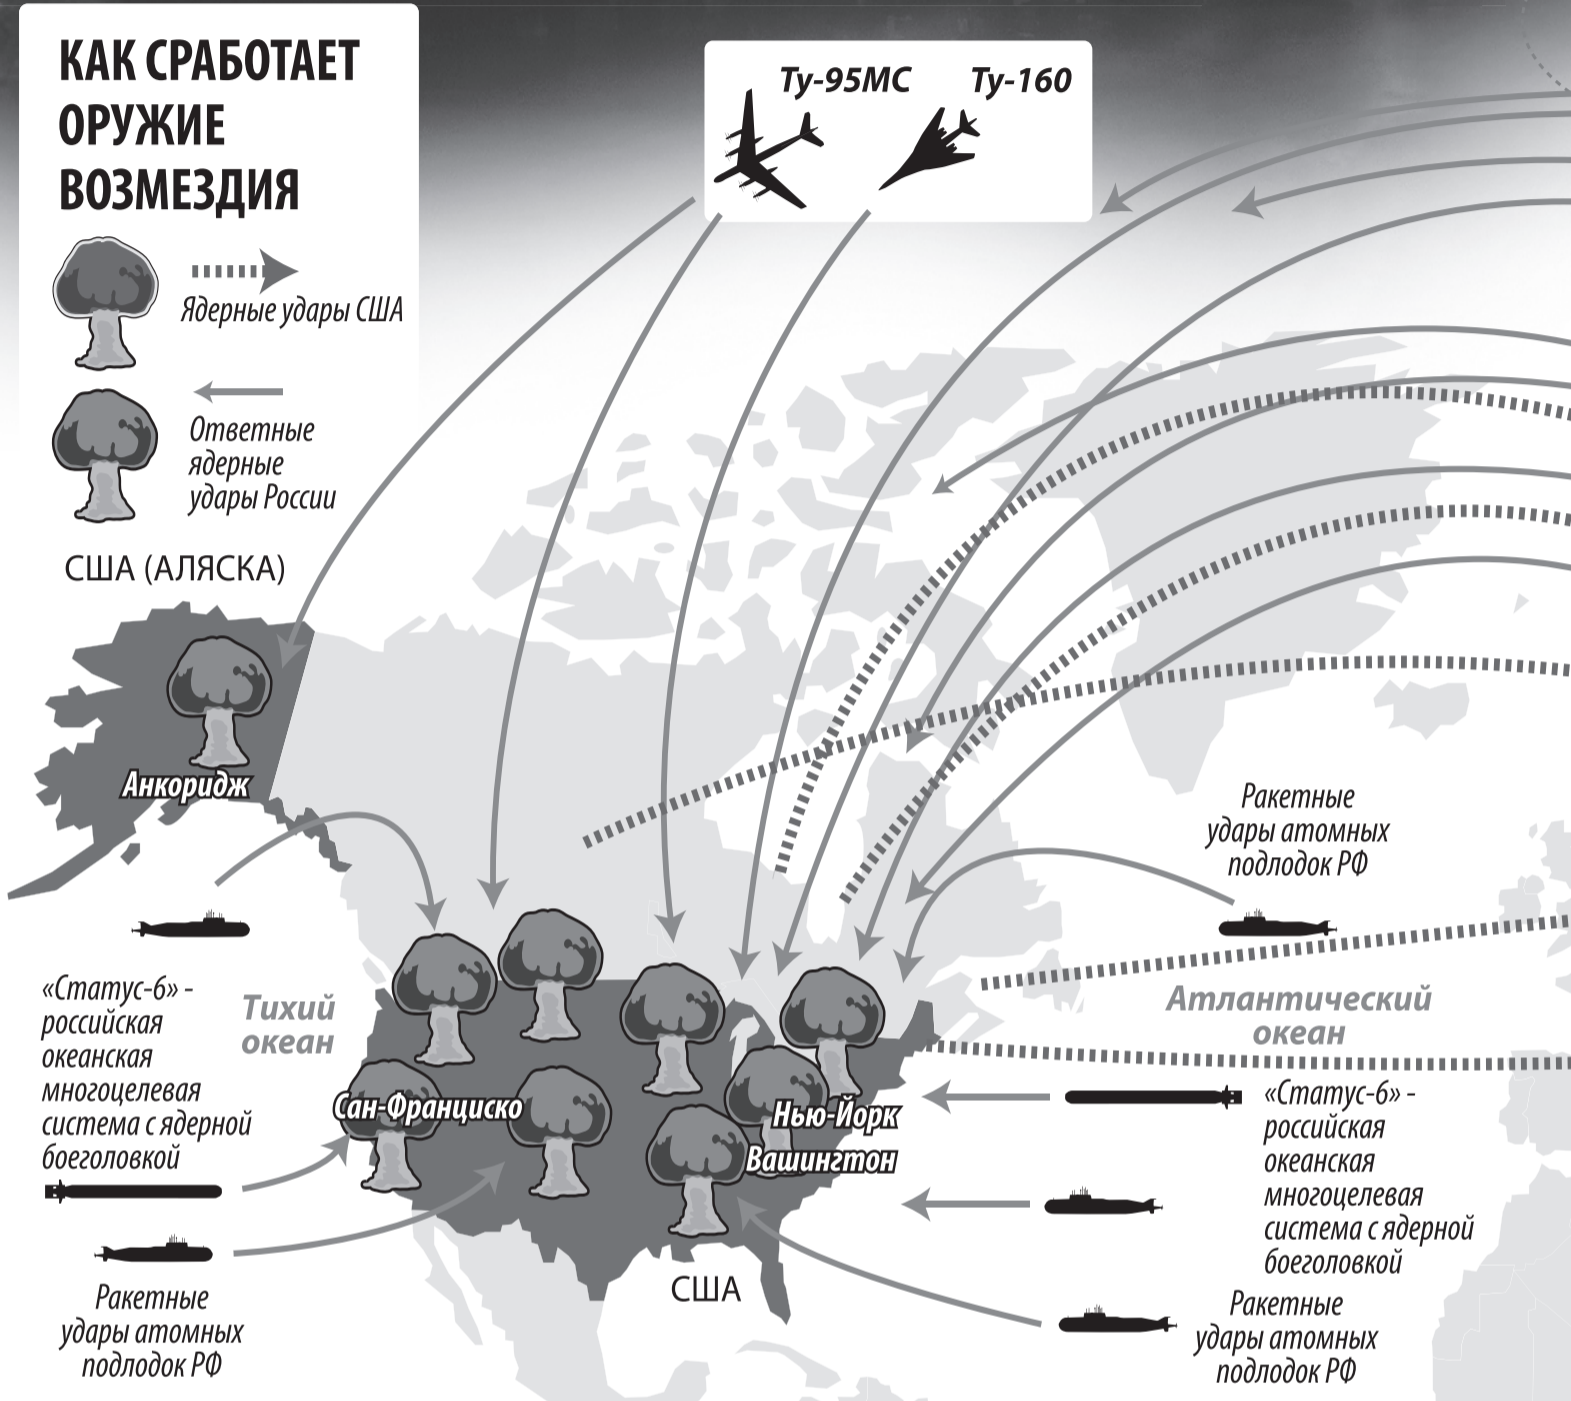 КАК СРАБОТАЕТ
ОРУЖИЕ
ВОЗМЕЗДИЯ
Ядерные удары США
Ответные
ядерные
удары России
Ту-95МС
Ту-160
США (АЛЯСКА)
Анкоридж
«Статус-6» -
российская
океанская
многоцелевая
система с ядерной
боеголовкой
Тихий
океан
Ракетные
удары атомных
подлодок РФ
Сан-Франциско
Нью-Йорк
Вашингтон
США
Ракетные
удары атомных
подлодок РФ
Атлантический
океан
«Статус-6» -
российская
океанская
многоцелевая
система с ядерной
боеголовкой
Ракетные
удары атомных
подлодок РФ